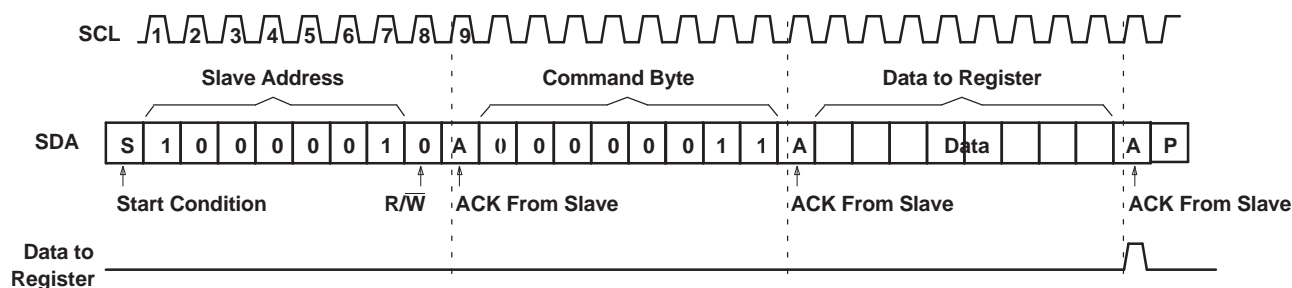 SCL 1 2 3 4 5 6 7 8 9
Slave Address Command Byte Data to Register
SDA S 1 0 0 0 0 0 1 0 A 0 0 0 0 0 0 1 1 A Data A P
Start Condition R/W̅ ACK From Slave ACK From Slave ACK From Slave
Data to
Register